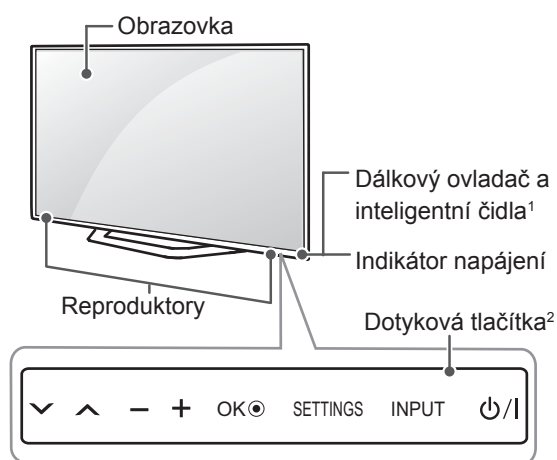 Obrazovka
Dálkový ovladač a
inteligentní čidla¹
Indikátor napájení
Reproduktory
Dotyková tlačítka²
- + OK SETTINGS INPUT ⏻/I